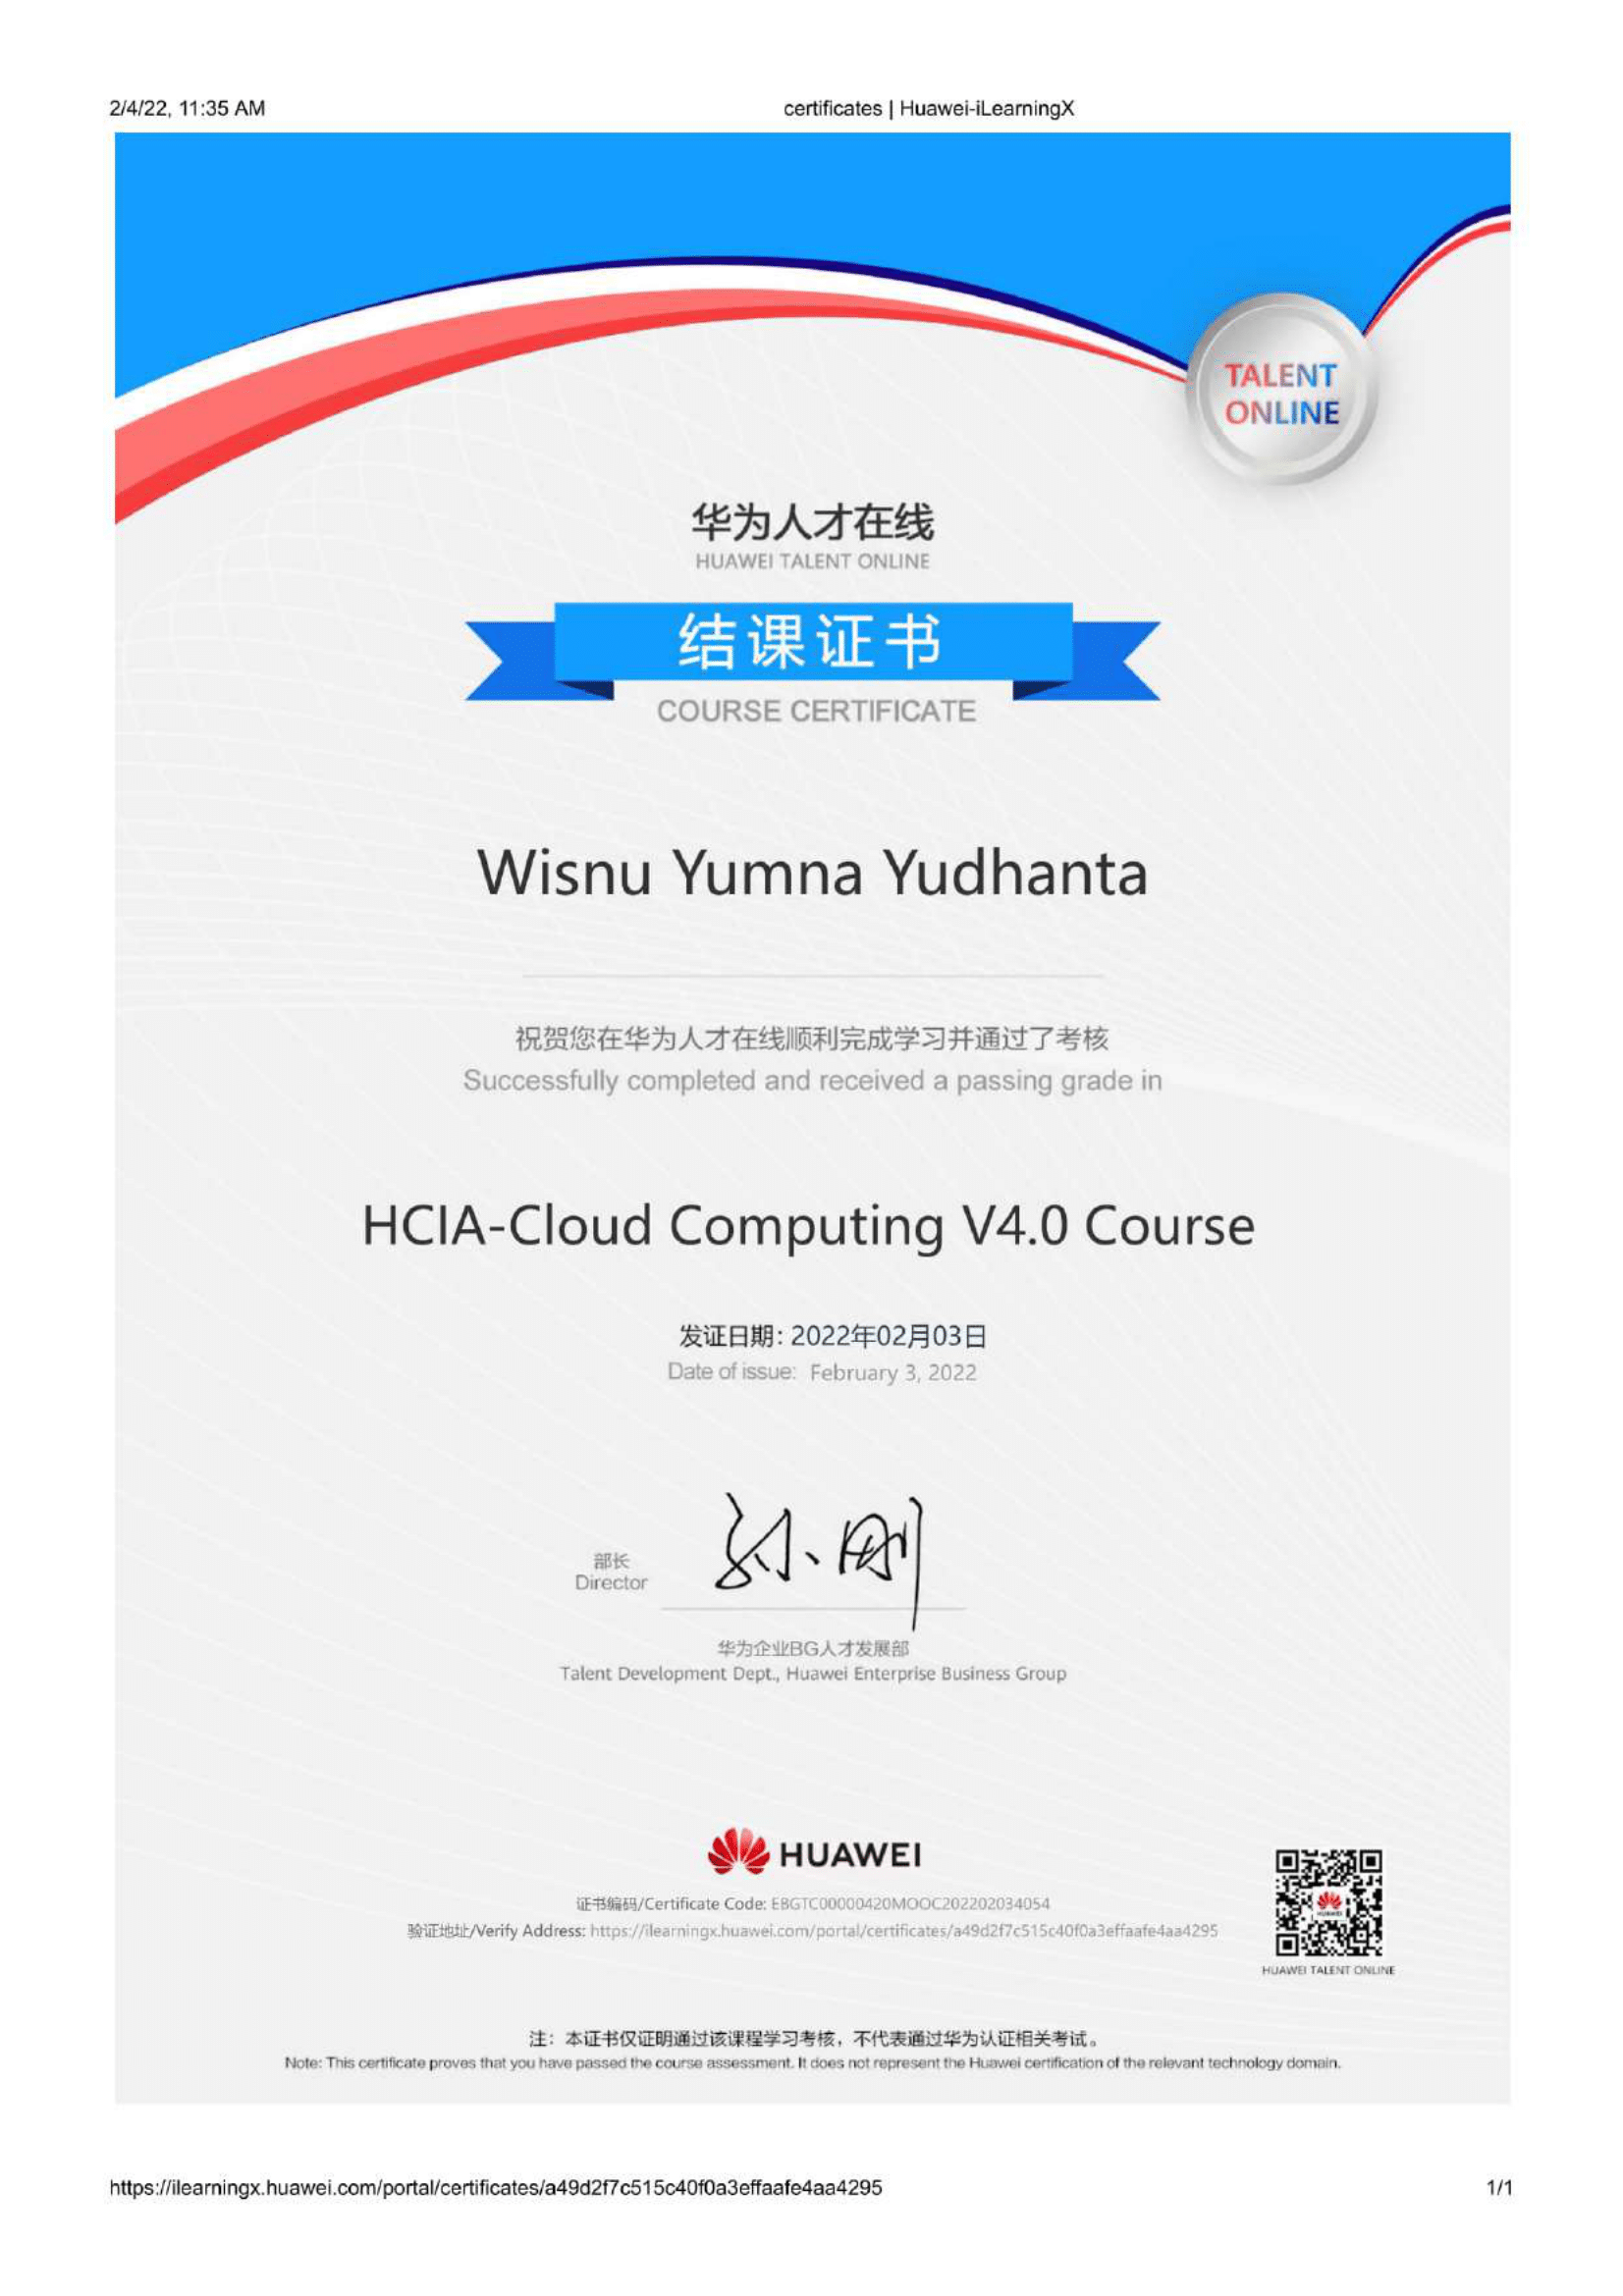 2/4/22, 11:35 AM
certificates | Huawei-iLearningX
TALENT
ONLINE
华为人才在线
HUAWEI TALENT ONLINE
结课证书
COURSE CERTIFICATE
Wisnu Yumna Yudhanta
祝贺您在华为人才在线顺利完成学习并通过了考核
Successfully completed and received a passing grade in
HCIA-Cloud Computing V4.0 Course
发证日期: 2022年02月03日
Date of issue: February 3, 2022
孙刚
部长
Director
华为企业BG人才发展部
Talent Development Dept., Huawei Enterprise Business Group
HUAWEI
证书编码/Certificate Code: EBGTC00000420MOOC202202034054
验证地址/Verify Address: https://ilearningx.huawei.com/portal/certificates/a49d2f7c515c40f0a3effaafe4aa4295
HUAWEI
HUAWEI TALENT ONLINE
注：本证书仅证明通过该课程学习考核，不代表通过华为认证相关考试。
Note: This certificate proves that you have passed the course assessment. It does not represent the Huawei certification of the relevant technology domain.
https://ilearningx.huawei.com/portal/certificates/a49d2f7c515c40f0a3effaafe4aa4295
1/1